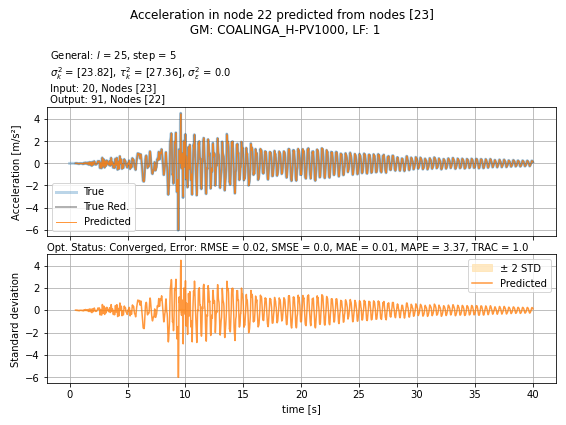 Acceleration in node 22 predicted from nodes [23]
GM: COALINGA_H-PV1000, LF: 1
General: l = 25, step = 5
σ²ₖ = [23.82], τ²ₖ = [27.36], σ²ε = 0.0
Input: 20, Nodes [23]
Output: 91, Nodes [22]
Acceleration [m/s²]
4
2
0
−2
−4
−6
True
True Red.
Predicted
Opt. Status: Converged, Error: RMSE = 0.02, SMSE = 0.0, MAE = 0.01, MAPE = 3.37, TRAC = 1.0
Standard deviation
4
2
0
−2
−4
−6
± 2 STD
Predicted
0 5 10 15 20 25 30 35 40
time [s]